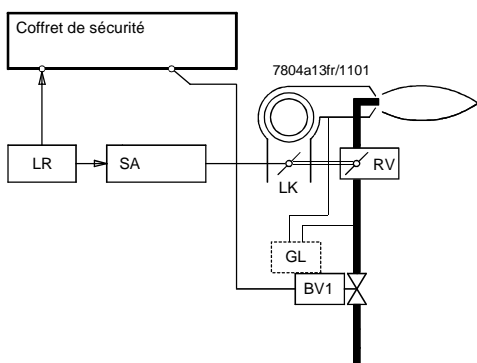 Coffret de sécurité
7804a13fr/1101
LR
SA
LK
RV
GL
BV1